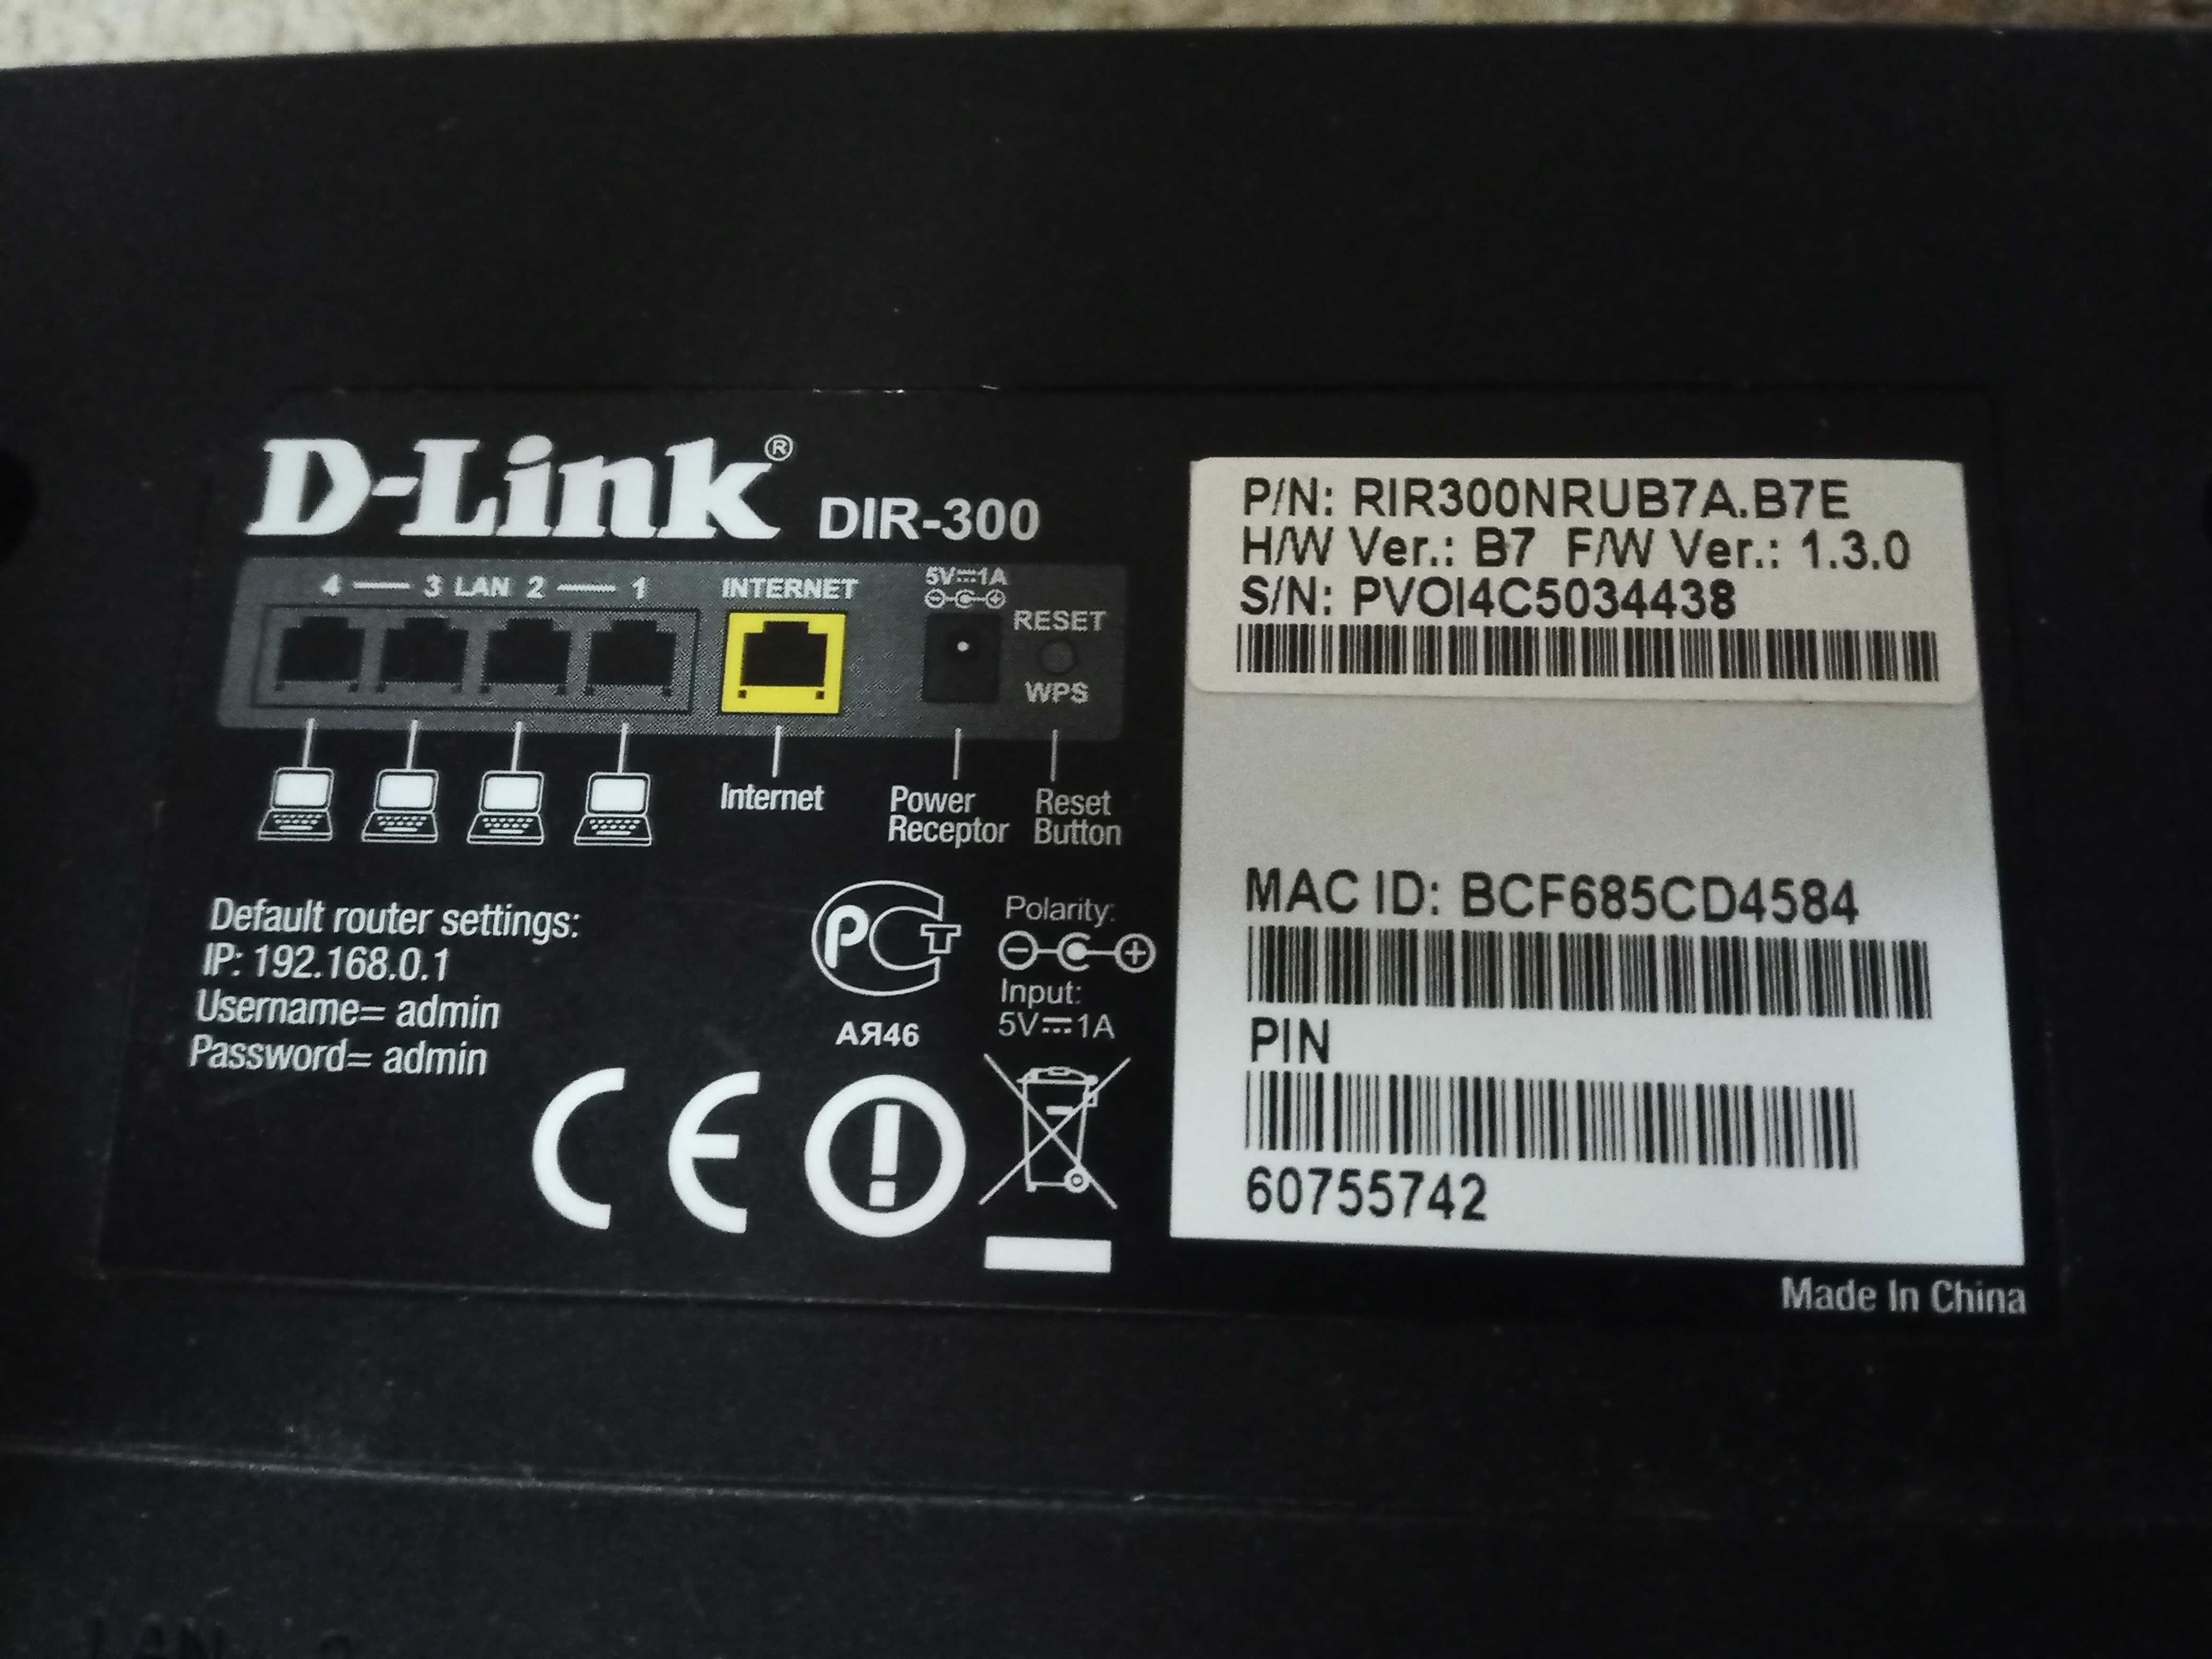 D-Link® DIR-300
4 3 LAN 2 1 INTERNET 5V⎓1A
RESET
WPS
Internet Power Receptor Reset Button
Default router settings:
IP: 192.168.0.1
Username= admin
Password= admin
РСТ
АЯ46
Polarity:
Input:
5V⎓1A
CE
P/N: RIR300NRUB7A.B7E
H/W Ver.: B7 F/W Ver.: 1.3.0
S/N: PVOI4C5034438
MAC ID: BCF685CD4584
PIN
60755742
Made In China
LAN